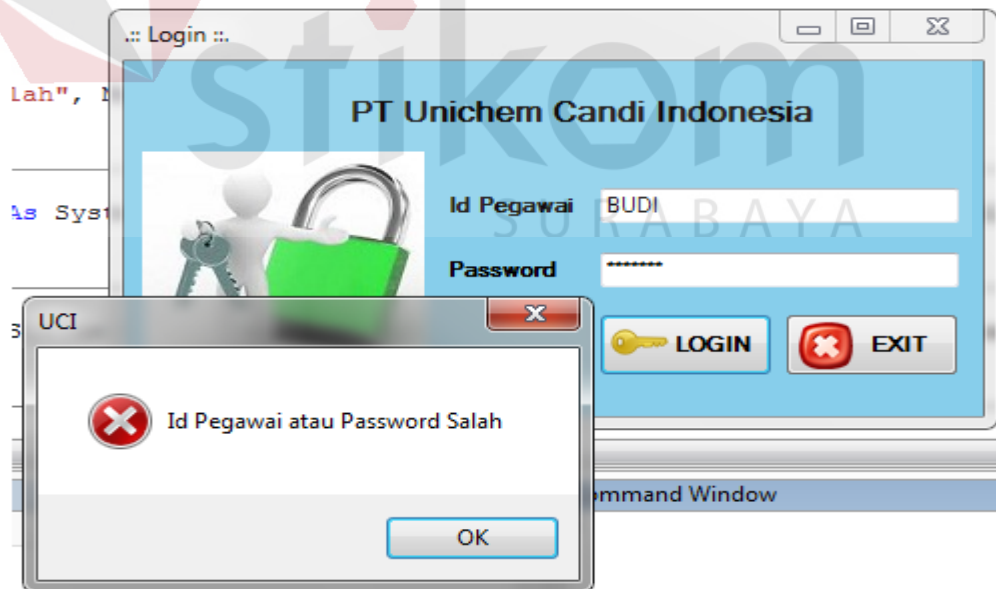 .:: Login ::.
stikom
SURABAYA
lah",
PT Unichem Candi Indonesia
As Syst
Id Pegawai BUDI
Password *******
UCI
LOGIN EXIT
Id Pegawai atau Password Salah
ommand Window
OK